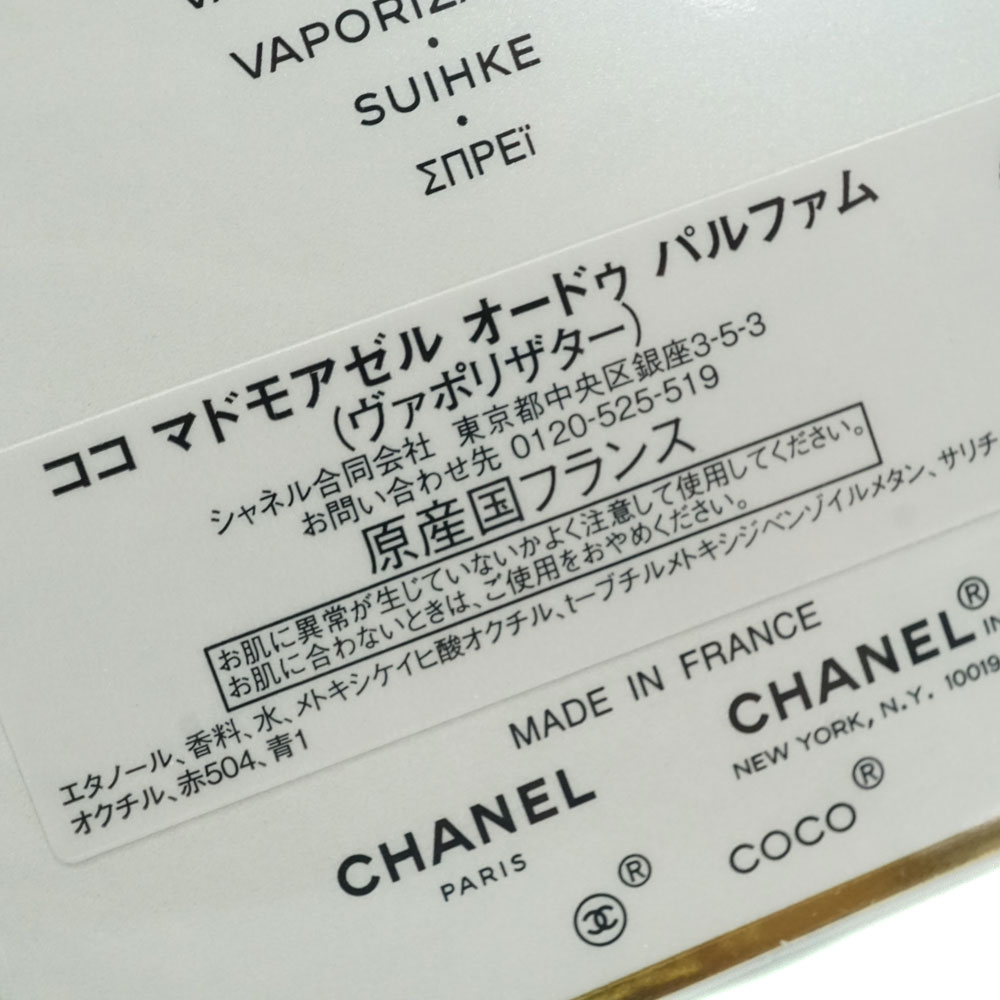 SUIHKE
ΣΠΡΕΪ
ココ マドモアゼル オードゥ パルファム
(ヴァポリザター)
シャネル合同会社 東京都中央区銀座3-5-3
お問い合わせ先 0120-525-519
原産国フランス
お肌に異常が生じていないかよく注意して使用してください。
お肌に合わないときは、ご使用をおやめください。
エタノール、香料、水、メトキシケイヒ酸オクチル、t-ブチルメトキシジベンゾイルメタン、サリチ
オクチル、赤504、青1
MADE IN FRANCE
CHANEL®
NEW YORK, N.Y. 10019
CHANEL
PARIS
COCO®
®